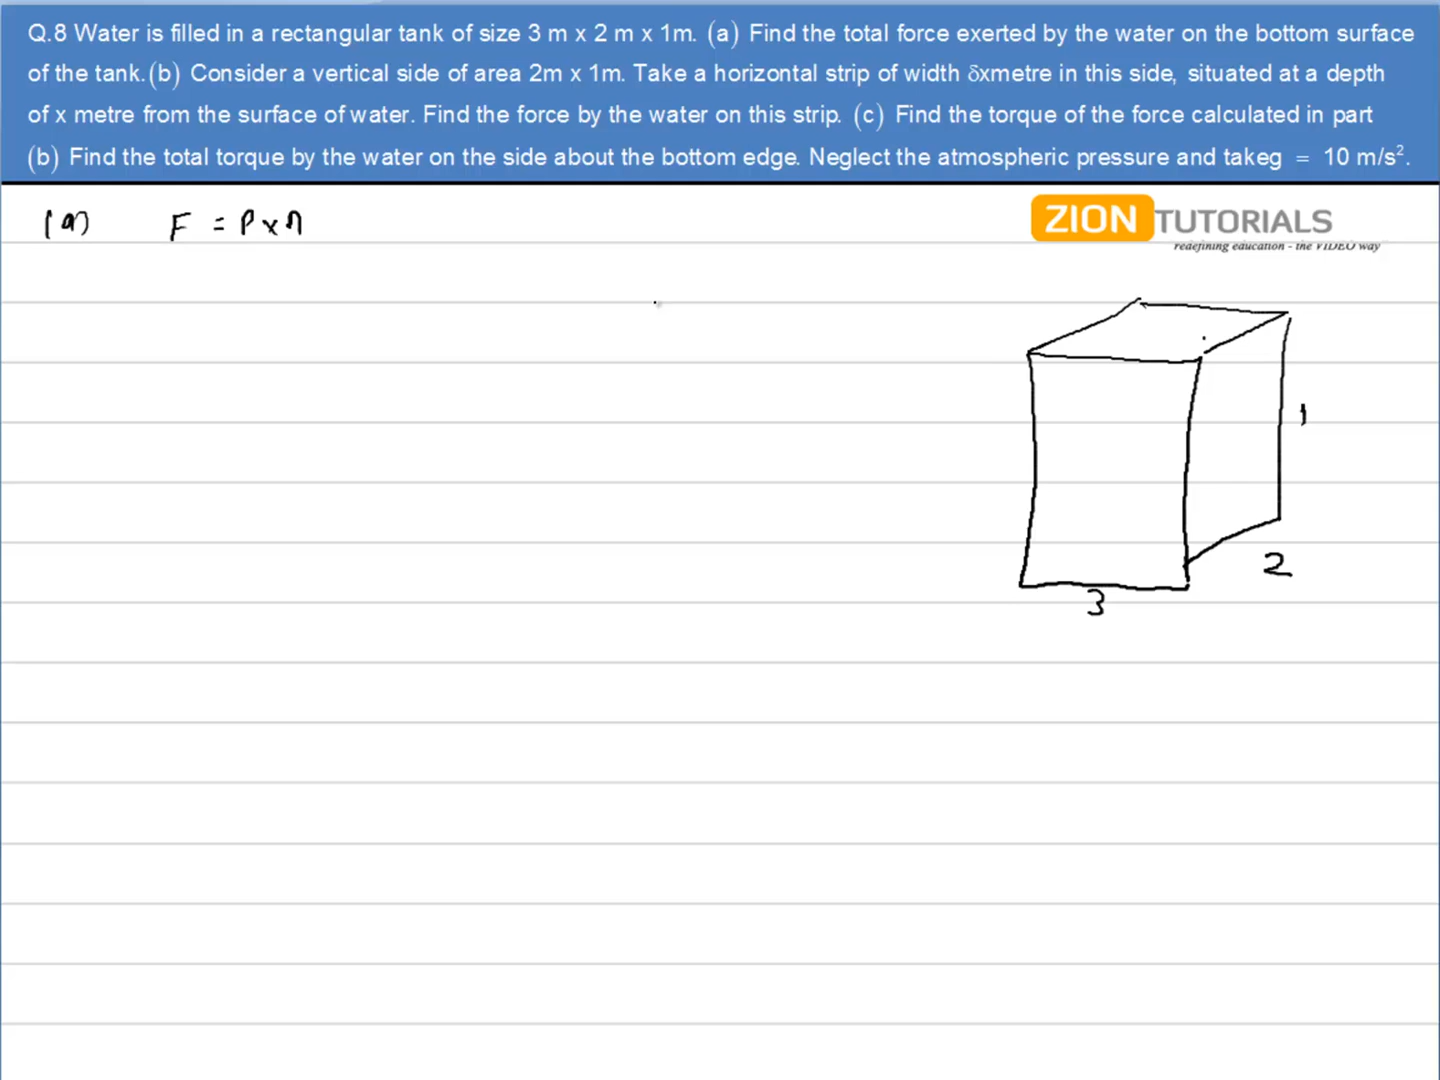 Q.8 Water is filled in a rectangular tank of size 3 m x 2 m x 1m. (a) Find the total force exerted by the water on the bottom surface
of the tank.(b) Consider a vertical side of area 2m x 1m. Take a horizontal strip of width δxmetre in this side, situated at a depth
of x metre from the surface of water. Find the force by the water on this strip. (c) Find the torque of the force calculated in part
(b) Find the total torque by the water on the side about the bottom edge. Neglect the atmospheric pressure and takeg = 10 m/s².
(a) F = P x A
ZION TUTORIALS
redefining education - the VIDEO way
1
2
3